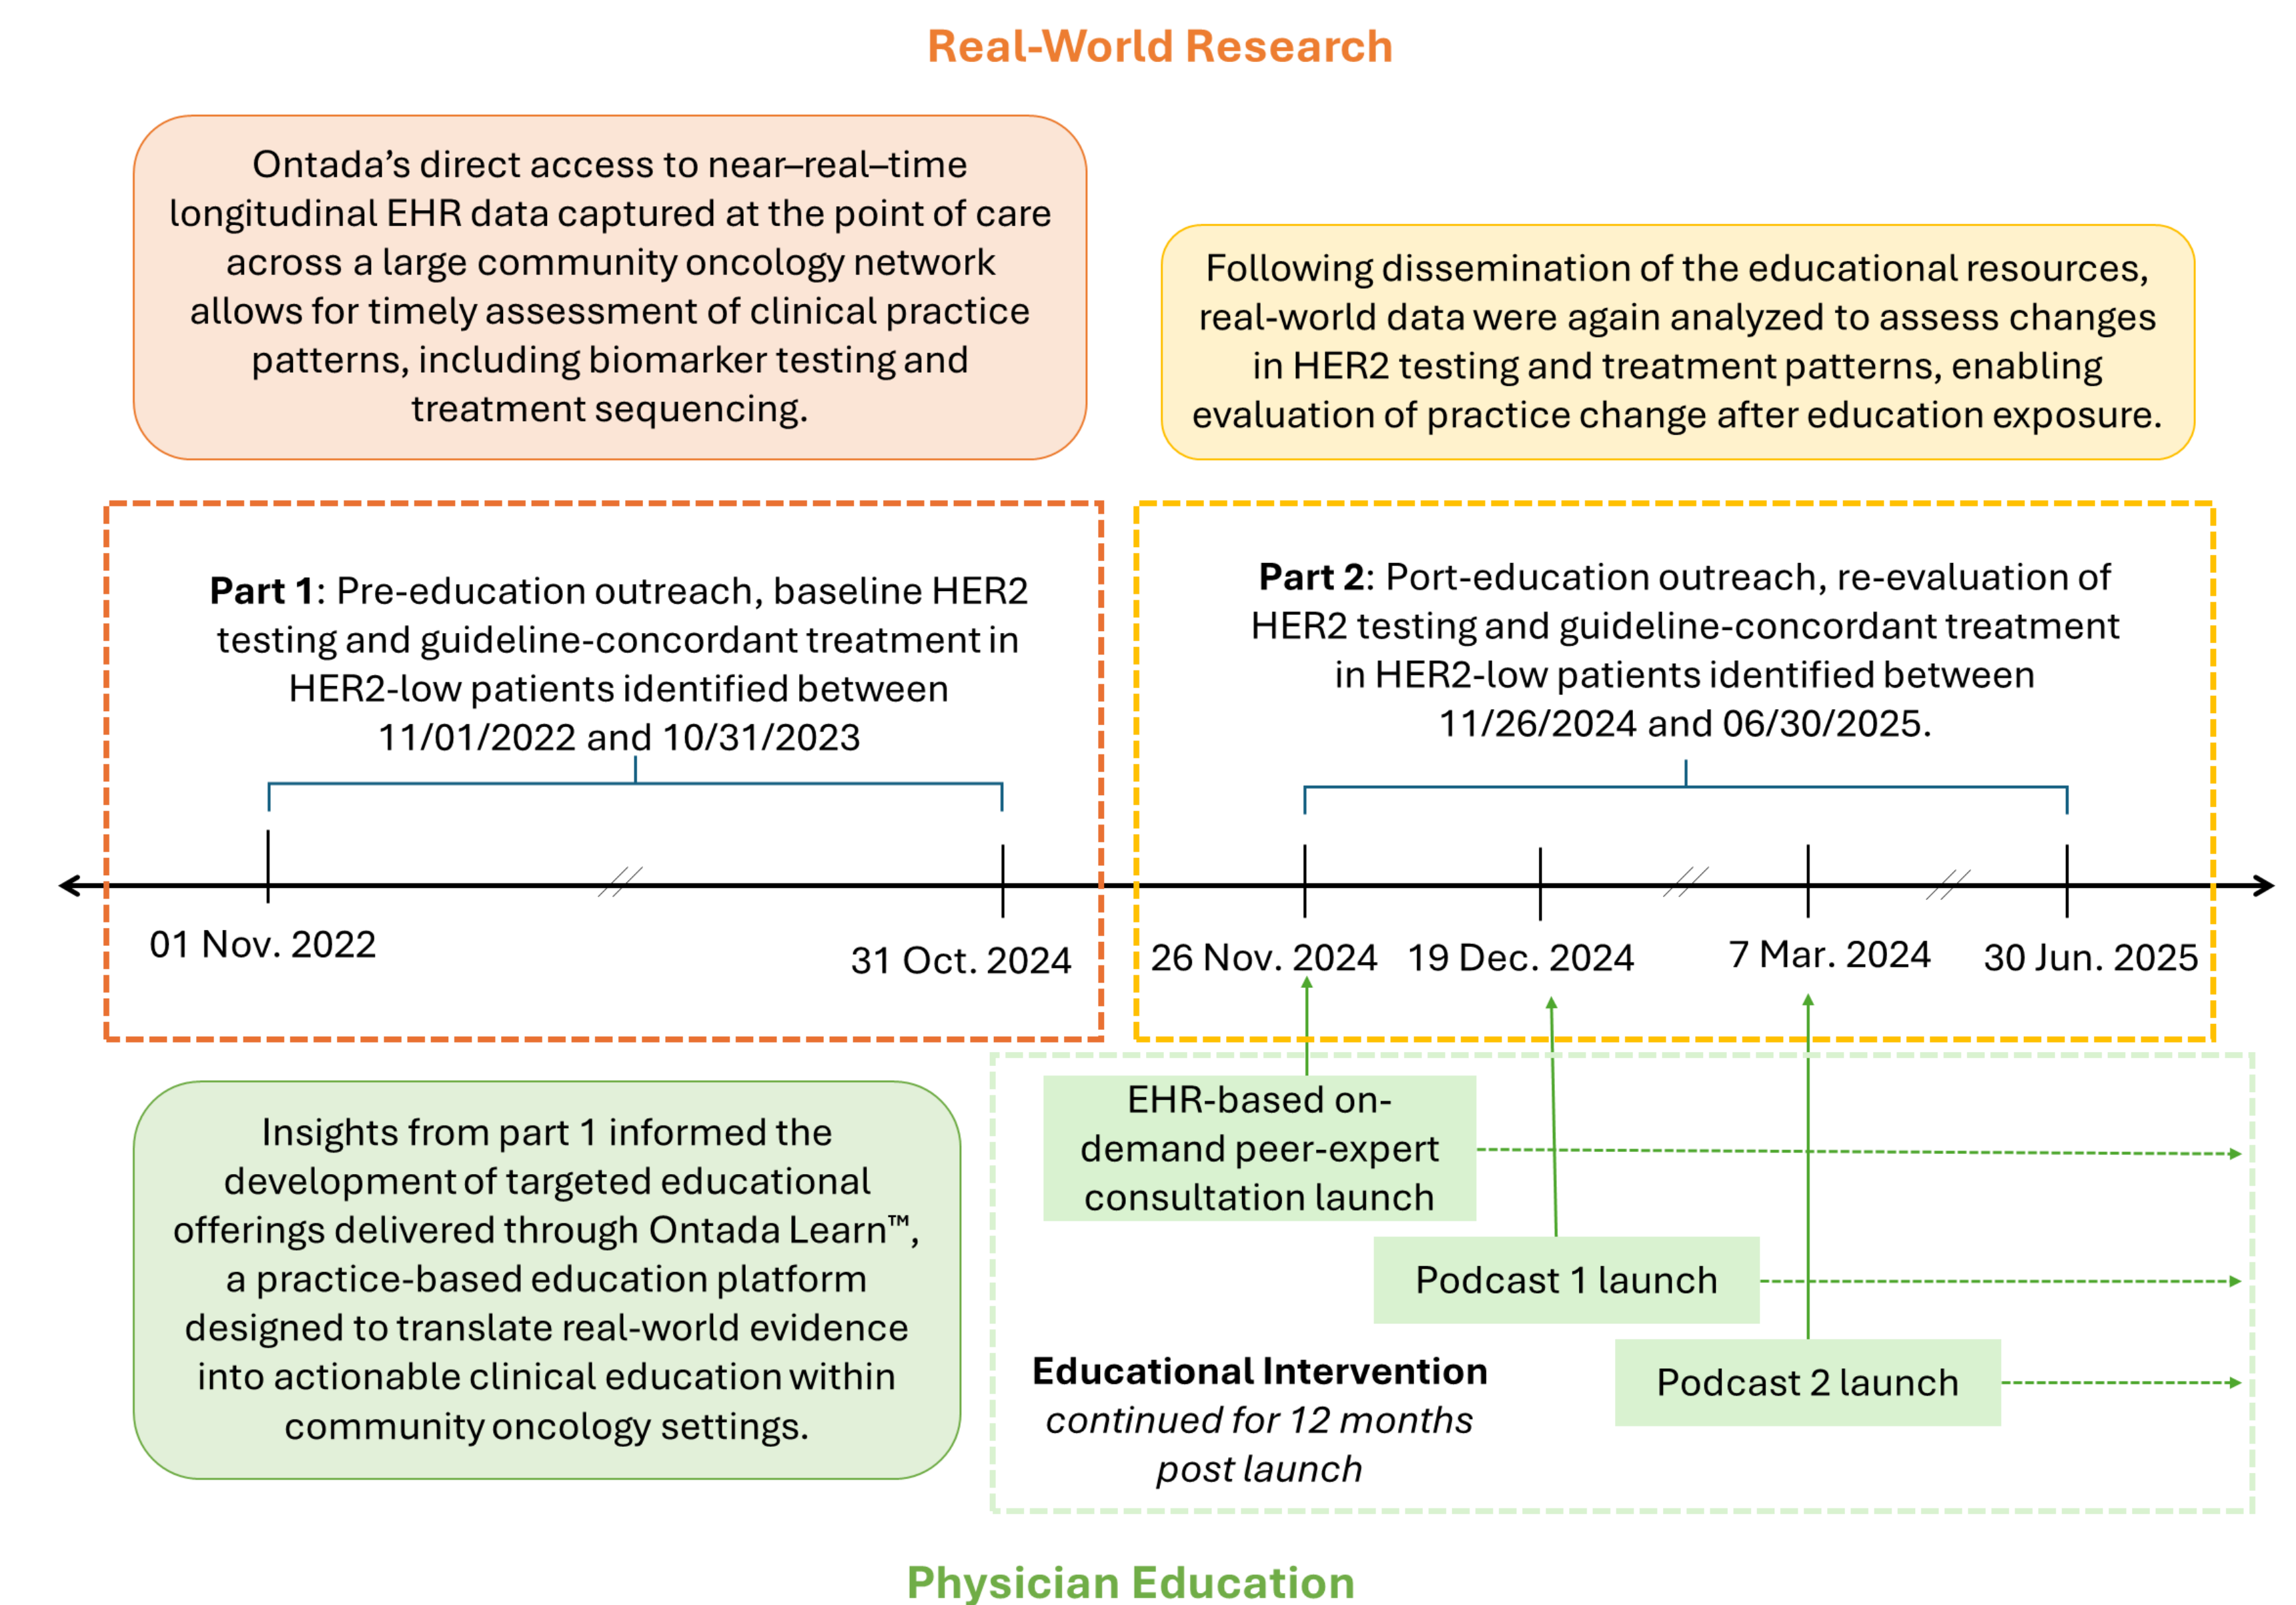 Real-World Research
Ontada’s direct access to near–real–time
longitudinal EHR data captured at the point of care
across a large community oncology network
allows for timely assessment of clinical practice
patterns, including biomarker testing and
treatment sequencing.
Following dissemination of the educational resources,
real-world data were again analyzed to assess changes
in HER2 testing and treatment patterns, enabling
evaluation of practice change after education exposure.
Part 1: Pre-education outreach, baseline HER2
testing and guideline-concordant treatment in
HER2-low patients identified between
11/01/2022 and 10/31/2023
Part 2: Port-education outreach, re-evaluation of
HER2 testing and guideline-concordant treatment
in HER2-low patients identified between
11/26/2024 and 06/30/2025.
01 Nov. 2022
31 Oct. 2024
26 Nov. 2024
19 Dec. 2024
7 Mar. 2024
30 Jun. 2025
Insights from part 1 informed the
development of targeted educational
offerings delivered through Ontada Learn™,
a practice-based education platform
designed to translate real-world evidence
into actionable clinical education within
community oncology settings.
EHR-based on-
demand peer-expert
consultation launch
Podcast 1 launch
Podcast 2 launch
Educational Intervention
continued for 12 months
post launch
Physician Education